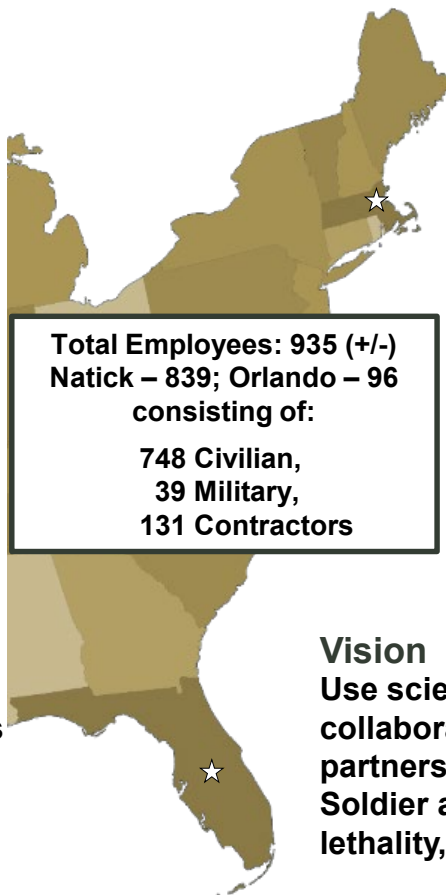 Total Employees: 935 (+/-)
Natick – 839; Orlando – 96
consisting of:
748 Civilian,
39 Military,
131 Contractors
Vision
Use scie
collabora
partners
Soldier a
lethality,